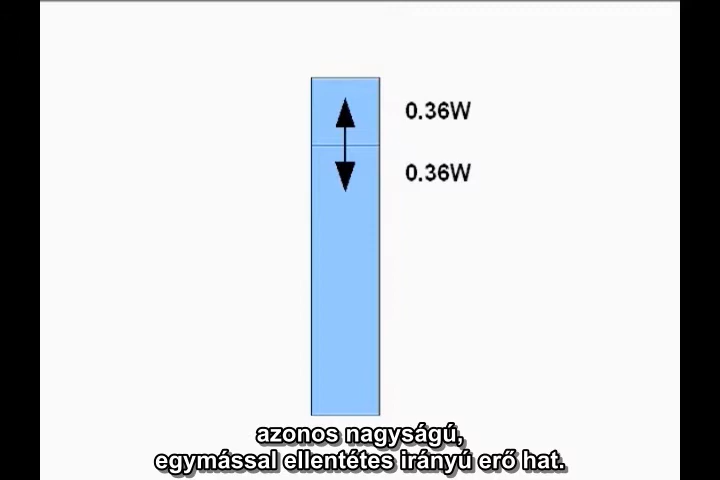 0.36W
0.36W
azonos nagyságú,
egymással ellentétes irányú erő hat.